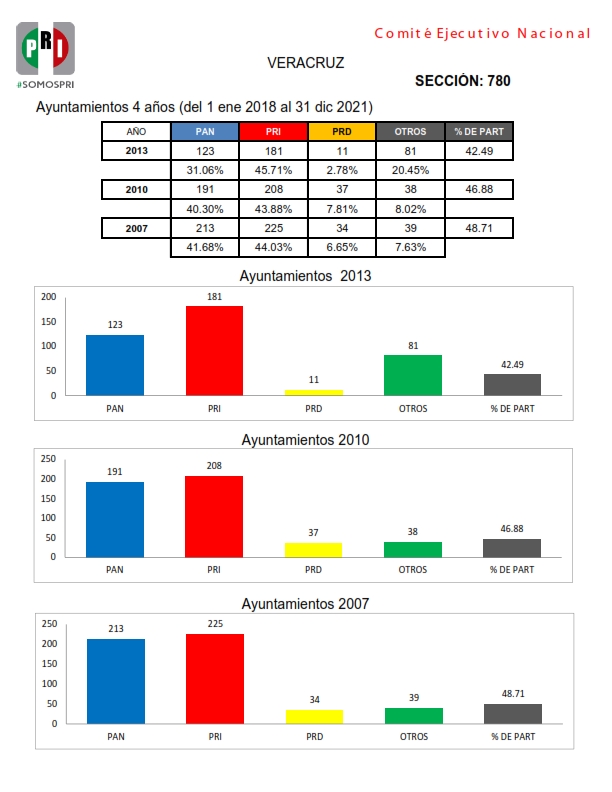 Comité Ejecutivo Nacional
PRI
#SOMOSPRI
VERACRUZ
SECCIÓN: 780
Ayuntamientos 4 años (del 1 ene 2018 al 31 dic 2021)
AÑO PAN PRI PRD OTROS % DE PART
2013 123 181 11 81 42.49
31.06% 45.71% 2.78% 20.45%
2010 191 208 37 38 46.88
40.30% 43.88% 7.81% 8.02%
2007 213 225 34 39 48.71
41.68% 44.03% 6.65% 7.63%
Ayuntamientos 2013
200
150
100
50
0
123 181 11 81 42.49
PAN PRI PRD OTROS % DE PART
Ayuntamientos 2010
250
200
150
100
50
0
191 208 37 38 46.88
PAN PRI PRD OTROS % DE PART
Ayuntamientos 2007
250
200
150
100
50
0
213 225 34 39 48.71
PAN PRI PRD OTROS % DE PART